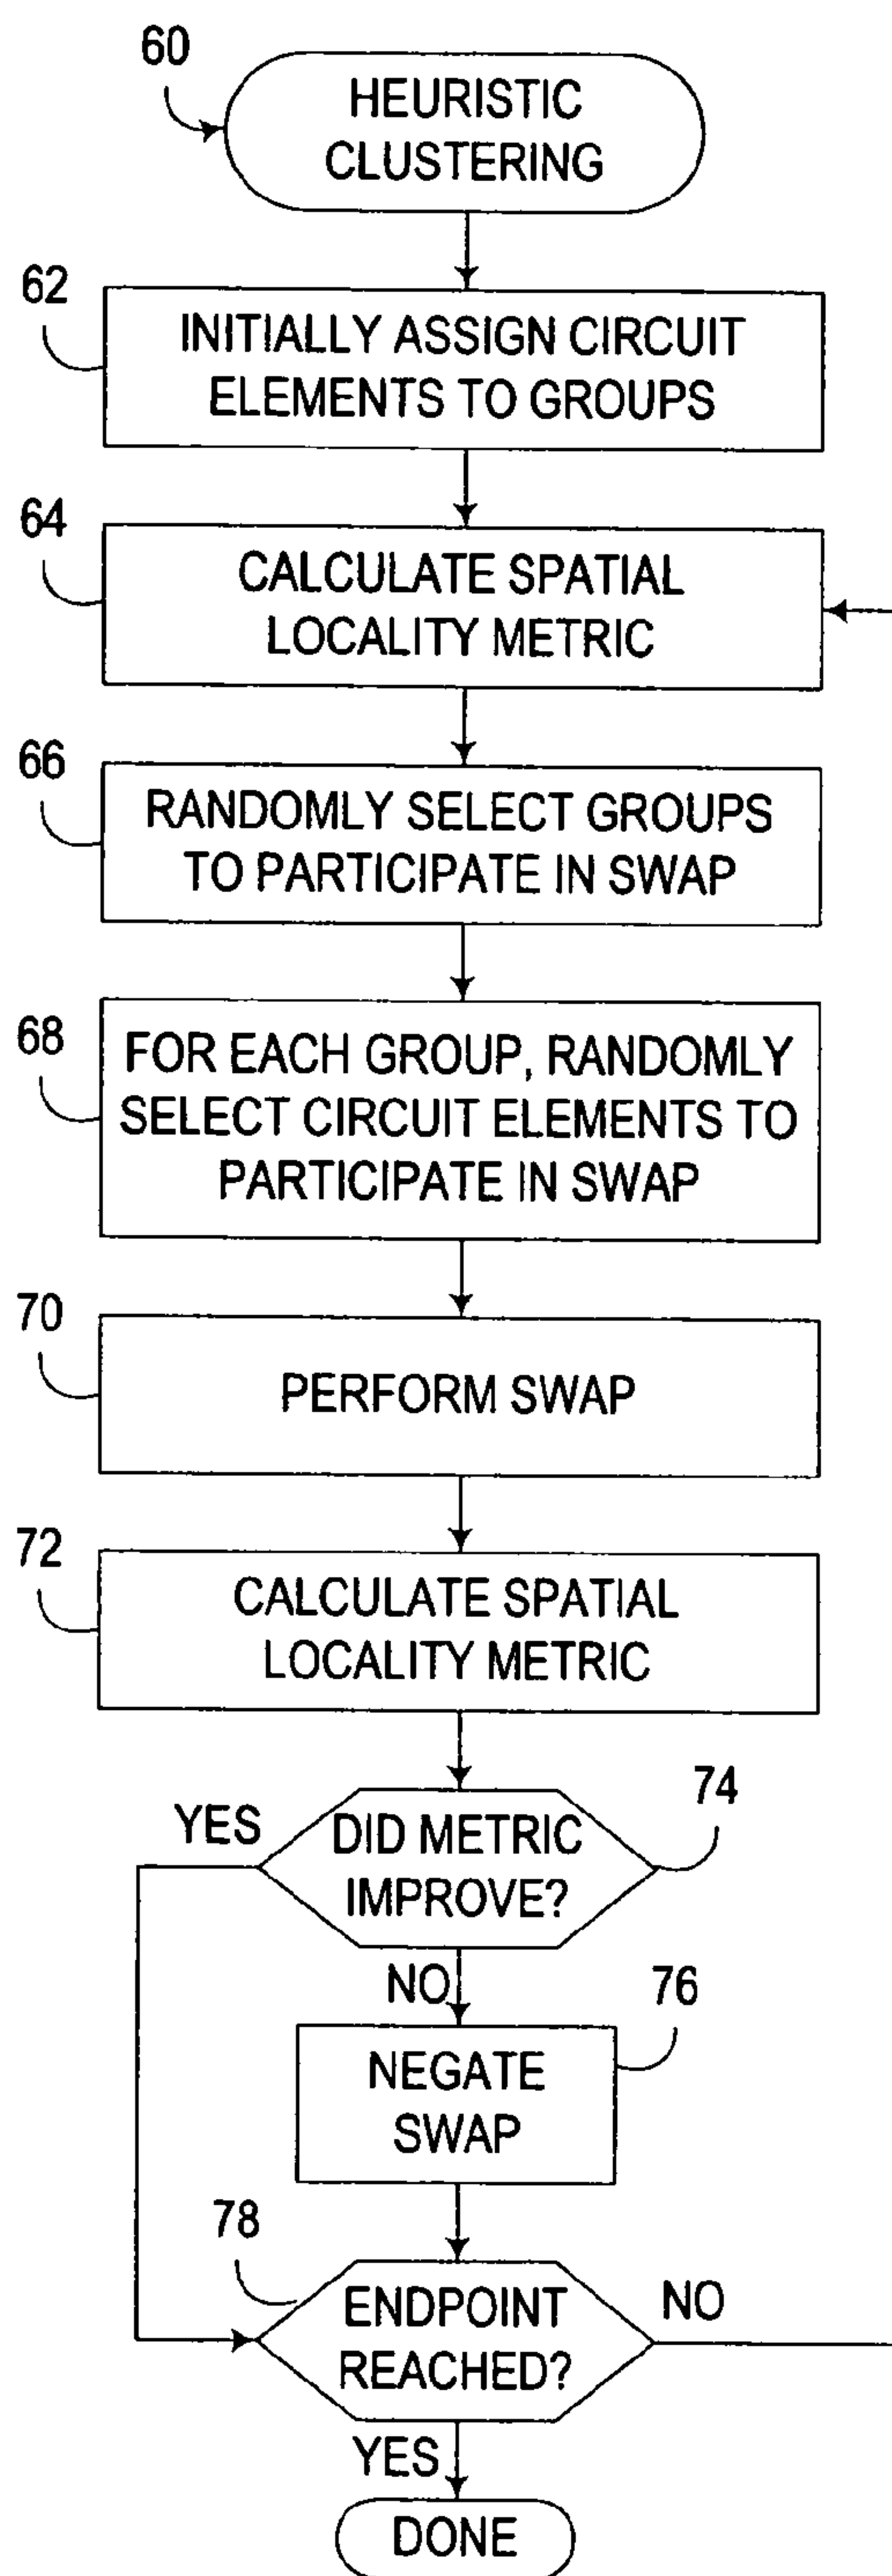 60
HEURISTIC
CLUSTERING
62
INITIALLY ASSIGN CIRCUIT
ELEMENTS TO GROUPS
64
CALCULATE SPATIAL
LOCALITY METRIC
66
RANDOMLY SELECT GROUPS
TO PARTICIPATE IN SWAP
68
FOR EACH GROUP, RANDOMLY
SELECT CIRCUIT ELEMENTS TO
PARTICIPATE IN SWAP
70
PERFORM SWAP
72
CALCULATE SPATIAL
LOCALITY METRIC
74
YES
DID METRIC
IMPROVE?
NO
76
NEGATE
SWAP
78
ENDPOINT
REACHED?
NO
YES
DONE